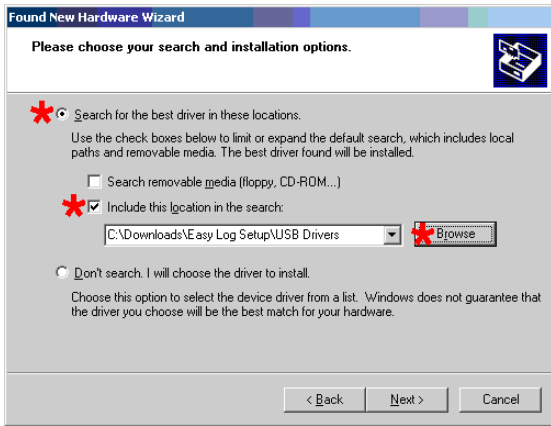 Found New Hardware Wizard
Please choose your search and installation options.
Search for the best driver in these locations.
Use the check boxes below to limit or expand the default search, which includes local
paths and removable media. The best driver found will be installed.
Search removable media (floppy, CD-ROM...)
Include this location in the search:
C:\Downloads\Easy Log Setup\USB Drivers
Browse
Don't search. I will choose the driver to install.
Choose this option to select the device driver from a list. Windows does not guarantee that
the driver you choose will be the best match for your hardware.
< Back
Next >
Cancel